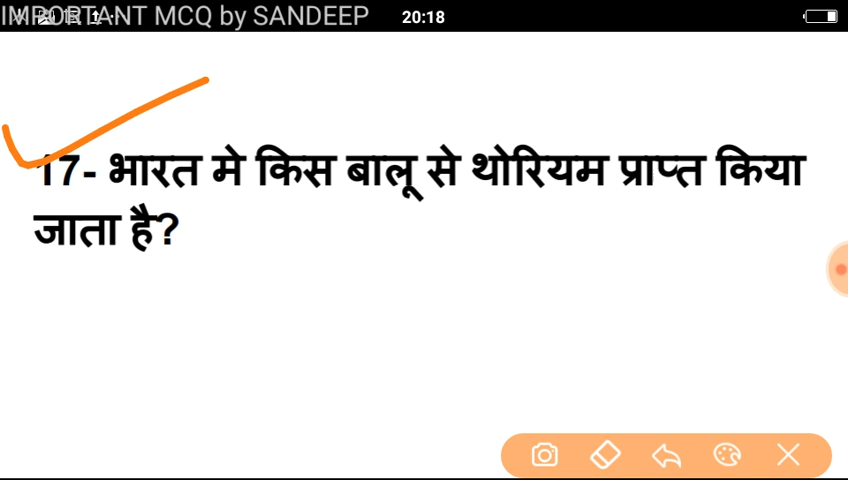 IMPORTANT MCQ by SANDEEP
20:18
17- भारत मे किस बालू से थोरियम प्राप्त किया
जाता है?